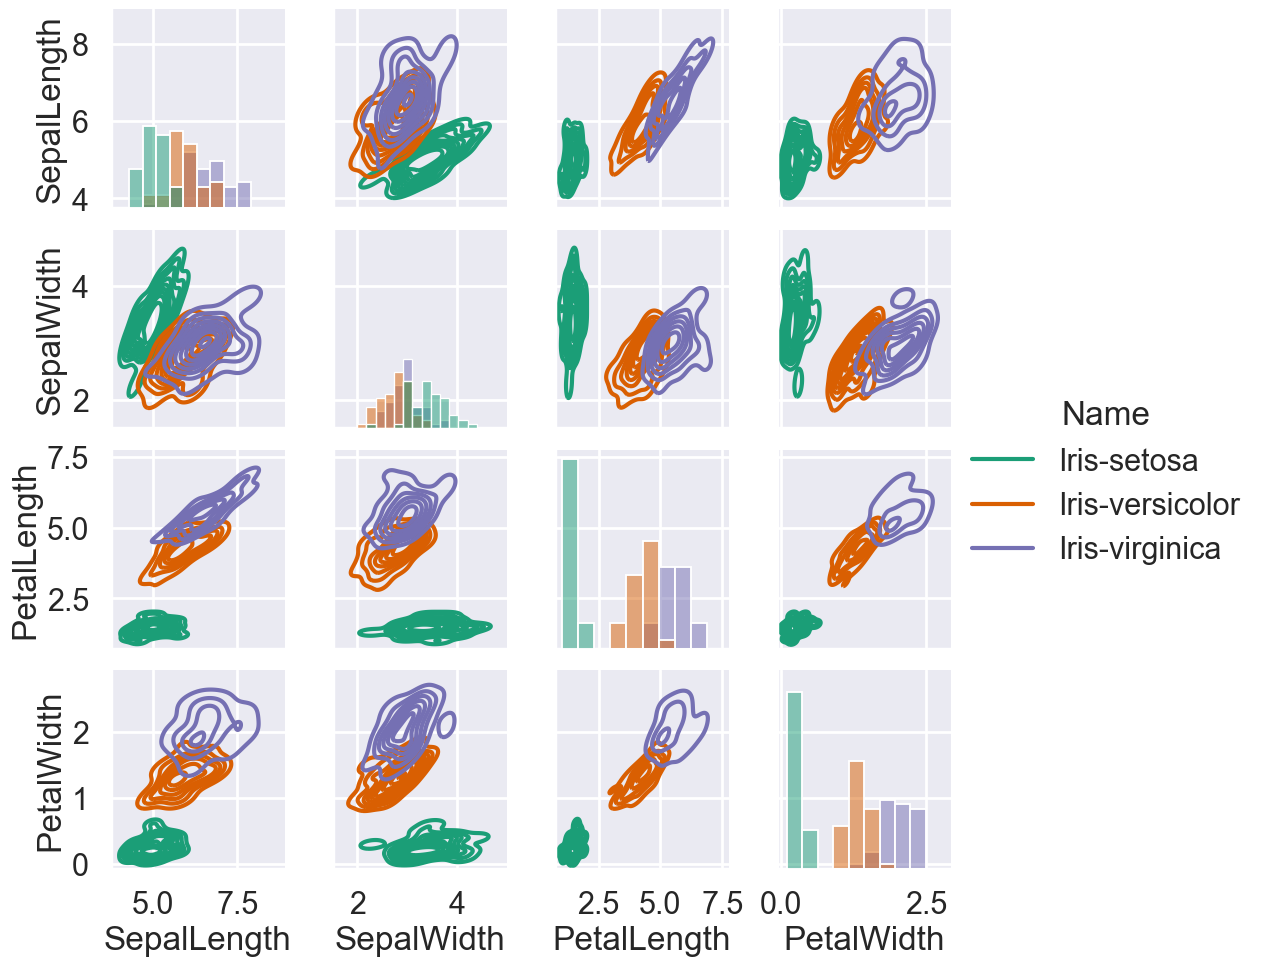 SepalLength
8
6
4
SepalWidth
4
2
PetalLength
7.5
5.0
2.5
PetalWidth
2
1
0
5.0 7.5
2 4
2.5 5.0 7.5
0.0 2.5
SepalLength
SepalWidth
PetalLength
PetalWidth
Name
Iris-setosa
Iris-versicolor
Iris-virginica